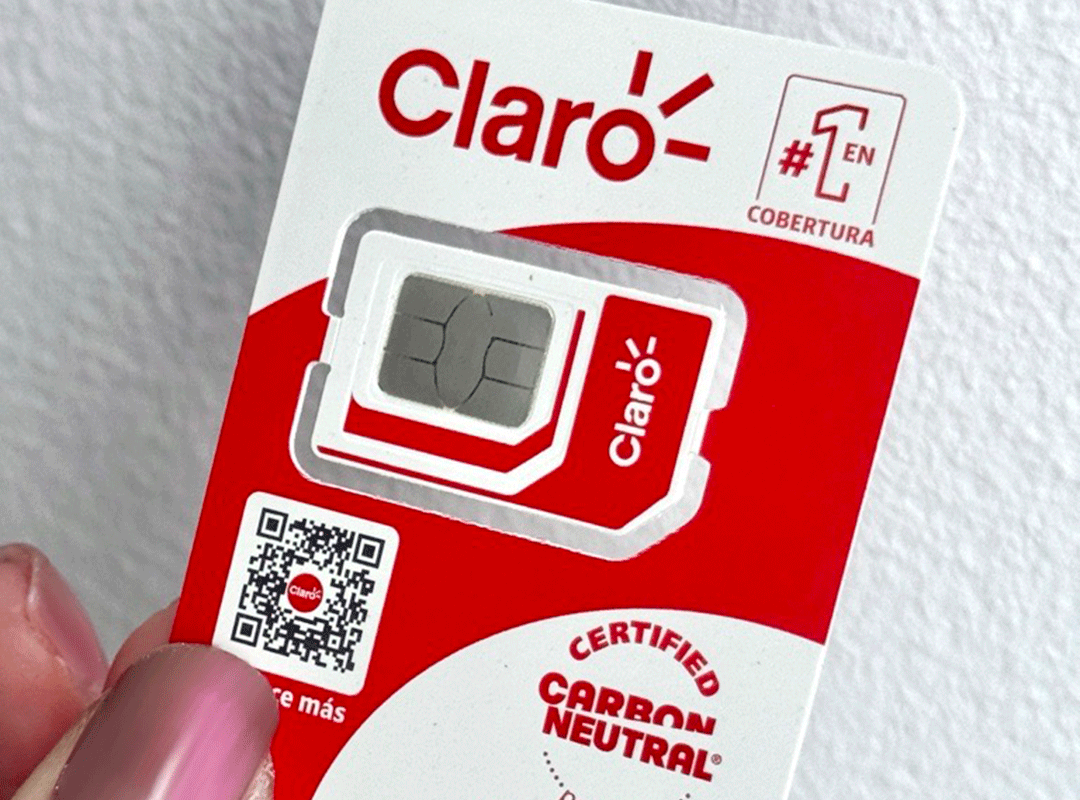 Claro
#1 EN
COBERTURA
Claro
Claro
ce más
CERTIFIED
CARBON
NEUTRAL®